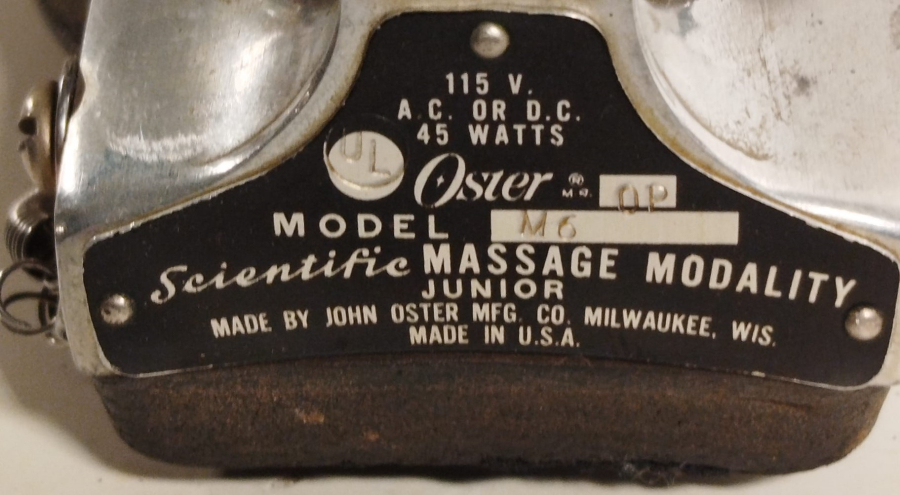 115 V.
A.C. OR D.C.
45 WATTS
UL Oster ® M.R. OP
MODEL M6
Scientific MASSAGE MODALITY
JUNIOR
MADE BY JOHN OSTER MFG. CO. MILWAUKEE, WIS.
MADE IN U.S.A.